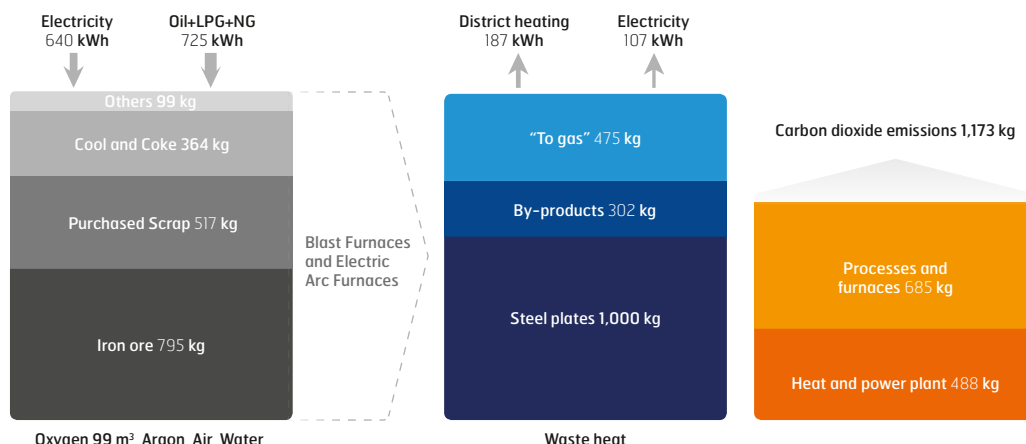 Electricity
640 kWh
Oil+LPG+NG
725 kWh
District heating
187 kWh
Electricity
107 kWh
Others 99 kg
Cool and Coke 364 kg
Purchased Scrap 517 kg
Iron ore 795 kg
Blast Furnaces
and Electric
Arc Furnaces
"To gas" 475 kg
By-products 302 kg
Steel plates 1,000 kg
Carbon dioxide emissions 1,173 kg
Processes and
furnaces 685 kg
Heat and power plant 488 kg
Oxygen 99 m³ Argon Air Water
Waste heat